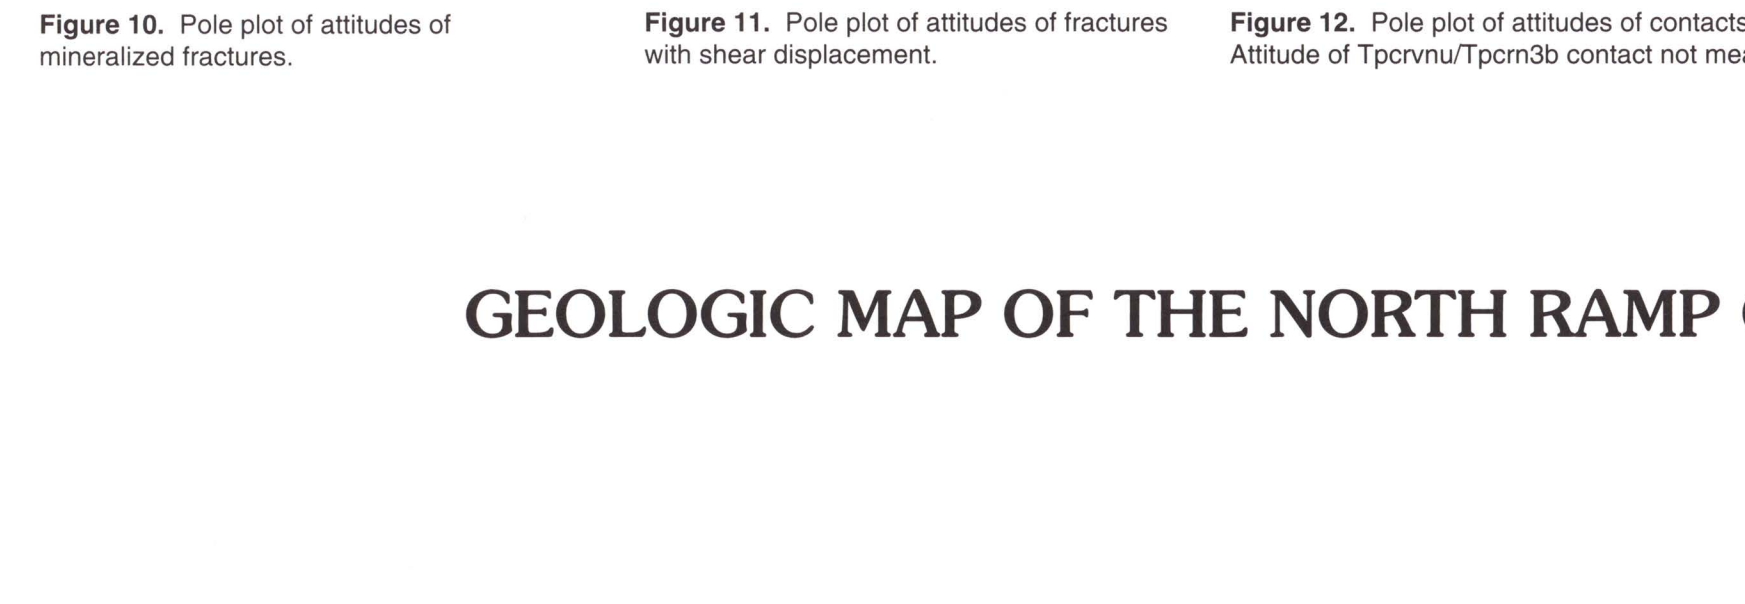 Figure 10. Pole plot of attitudes of
mineralized fractures.
Figure 11. Pole plot of attitudes of fractures
with shear displacement.
Figure 12. Pole plot of attitudes of contacts
Attitude of Tpcrvnu/Tpcrn3b contact not
GEOLOGIC MAP OF THE NORTH RAMP